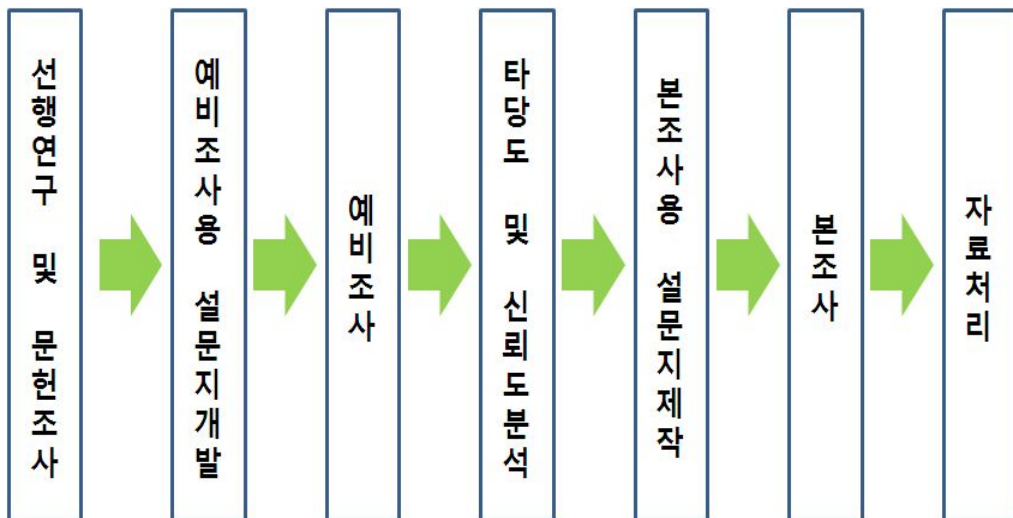 선행연구 및 문헌조사
예비조사용 설문지개발
예비조사
타당도 및 신뢰도분석
본조사용 설문지제작
본조사
자료처리